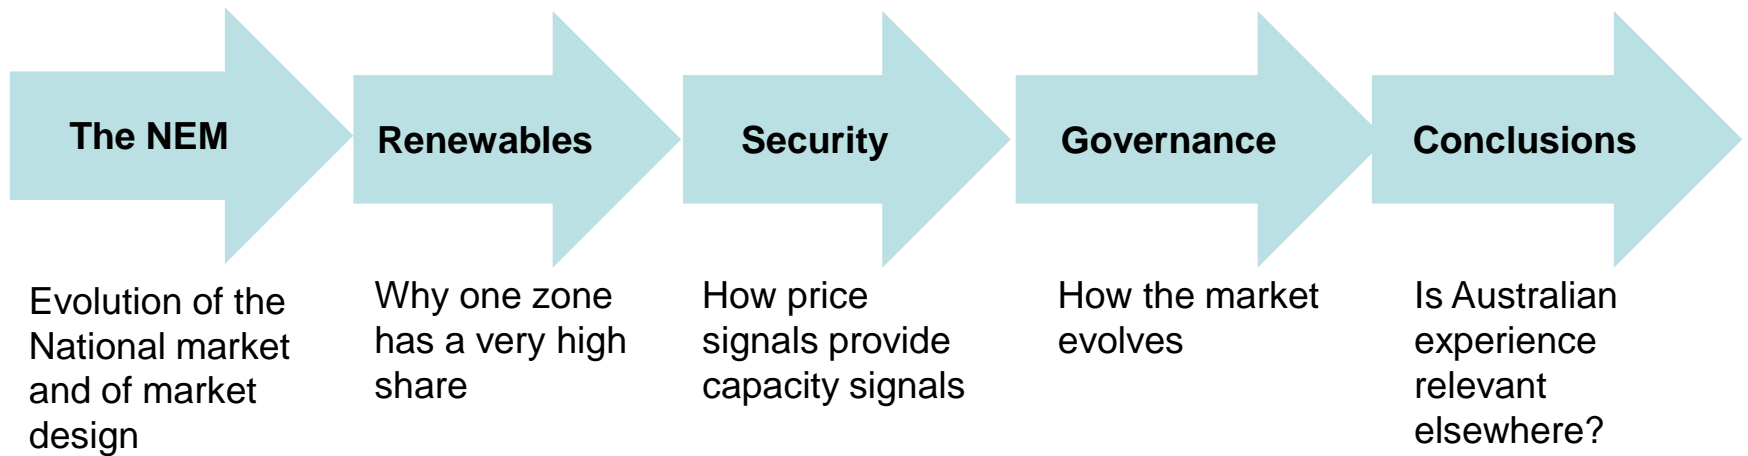 The NEM
Renewables
Security
Governance
Conclusions
Evolution of the
National market
and of market
design
Why one zone
has a very high
share
How price
signals provide
capacity signals
How the market
evolves
Is Australian
experience
relevant
elsewhere?